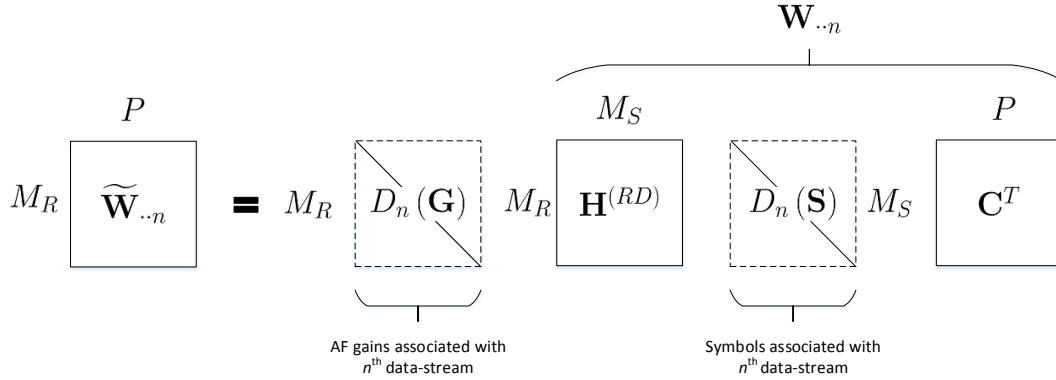 W..n
P M_S P
M_R W̃..n = M_R D_n (G) M_R H^(RD) D_n (S) M_S C^T
AF gains associated with Symbols associated with
n^th data-stream n^th data-stream